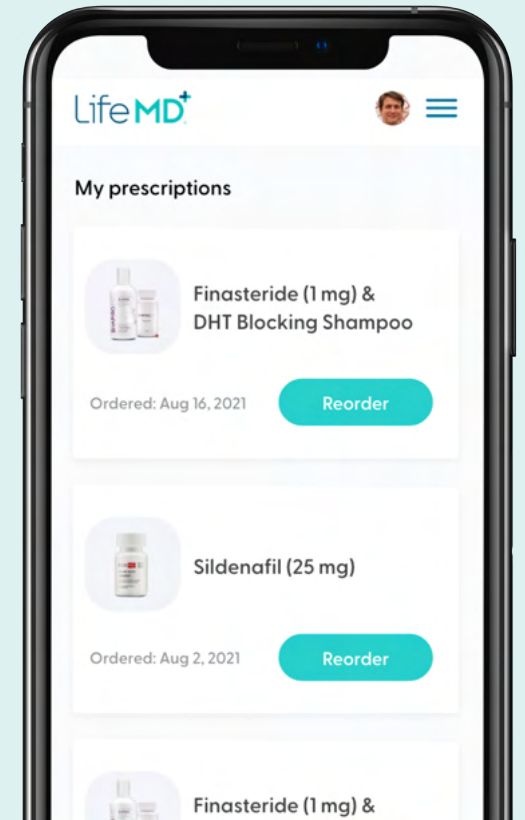 LifeMD+
My prescriptions
Finasteride (1 mg) &
DHT Blocking Shampoo
Ordered: Aug 16, 2021
Reorder
Sildenafil (25 mg)
Ordered: Aug 2, 2021
Reorder
Finasteride (1 mg) &